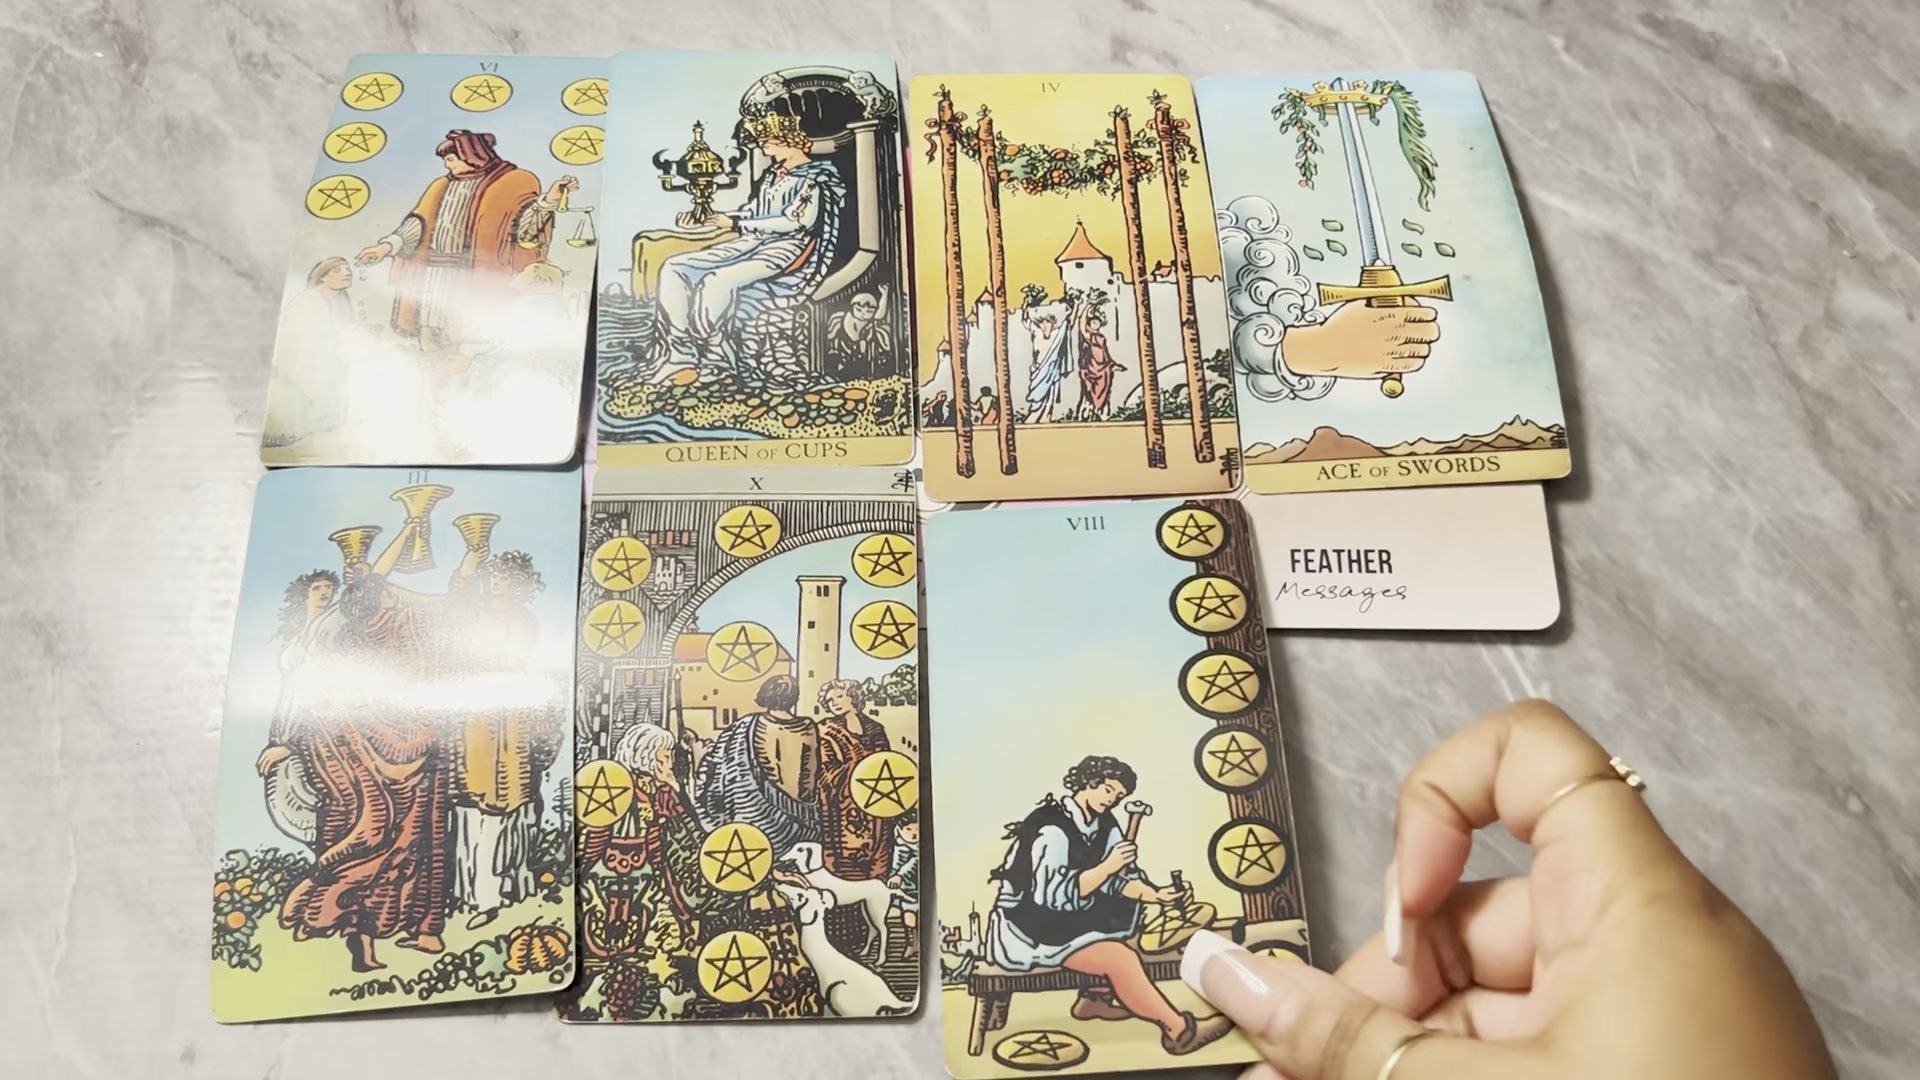 VI
QUEEN OF CUPS
IV
ACE OF SWORDS
III
X
VIII
FEATHER
Messages